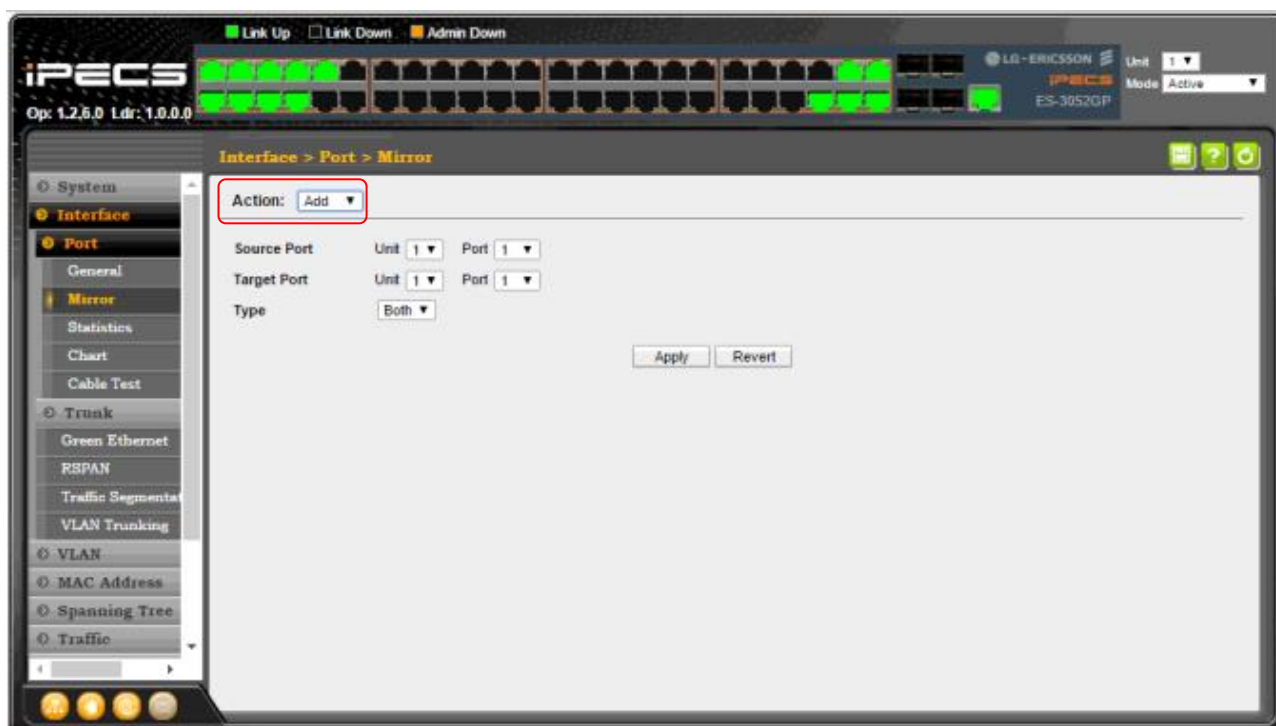 Link Up Link Down Admin Down
iPECS
LG-ERICSSON
iPECS
ES-3052GP
Unit 1
Mode Active
Op: 1.2.6.0 Ldr: 1.0.0.0
Interface > Port > Mirror
?
System
Interface
Port
General
Mirror
Statistics
Chart
Cable Test
Trunk
Green Ethernet
RSPAN
Traffic Segmentat
VLAN Trunking
VLAN
MAC Address
Spanning Tree
Traffic
Action: Add
Source Port Unit 1 Port 1
Target Port Unit 1 Port 1
Type Both
Apply Revert